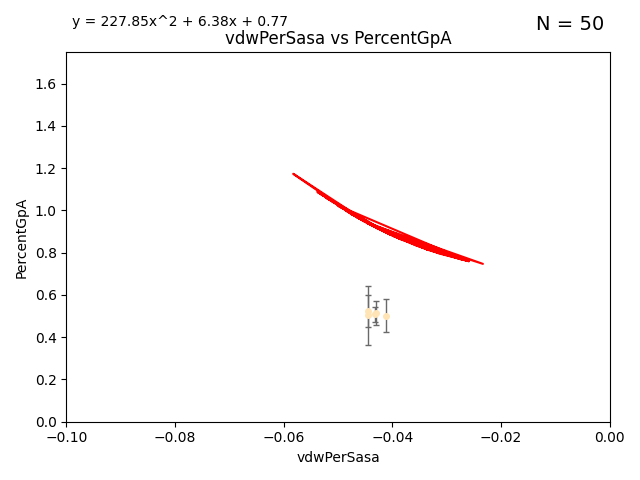 y = 227.85x^2 + 6.38x + 0.77
N = 50
vdwPerSasa vs PercentGpA
PercentGpA
1.6
1.4
1.2
1.0
0.8
0.6
0.4
0.2
0.0
−0.10 −0.08 −0.06 −0.04 −0.02 0.00
vdwPerSasa